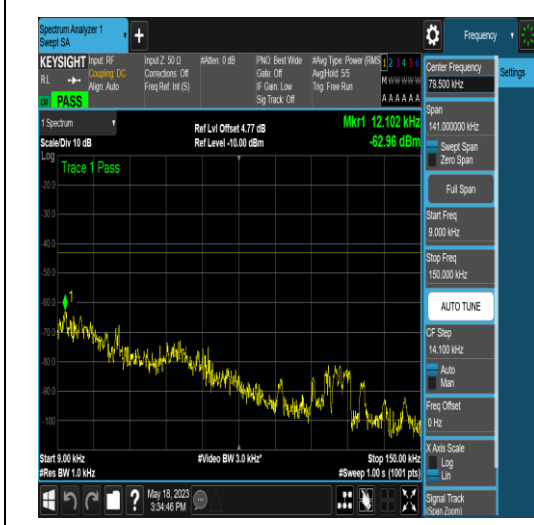 Spectrum Analyzer 1
Swept SA
Frequency
KEYSIGHT Input: RF Input Z: 50 Ω #Atten: 0 dB PNO: Best Wide #Avg Type: Power (RMS 1 2 3 4 5 6
RL Coupling: DC Corrections: Off Gate: Off Avg|Hold: 5/5 M W W W W W
Align: Auto Freq Ref: Int (S) IF Gain: Low Trig: Free Run
Sig Track: Off A A A A A A
PASS
1 Spectrum
Ref Lvl Offset 4.77 dB
Mkr1 12.102 kHz
Scale/Div 10 dB
Ref Level -10.00 dBm
-62.96 dBm
Log
Trace 1 Pass
-20.0
-30.0
-40.0
-50.0
-60.0
1
-70.0
-80.0
-90.0
-100
Start 9.00 kHz
#Video BW 3.0 kHz*
Stop 150.00 kHz
#Res BW 1.0 kHz
#Sweep 1.00 s (1001 pts)
May 18, 2023
3:34:46 PM
?
Center Frequency
79.500 kHz
Settings
Span
141.000000 kHz
Swept Span
Zero Span
Full Span
Start Freq
9.000 kHz
Stop Freq
150.000 kHz
AUTO TUNE
CF Step
14.100 kHz
Auto
Man
Freq Offset
0 Hz
X Axis Scale
Log
Lin
Signal Track
(Span Zoom)